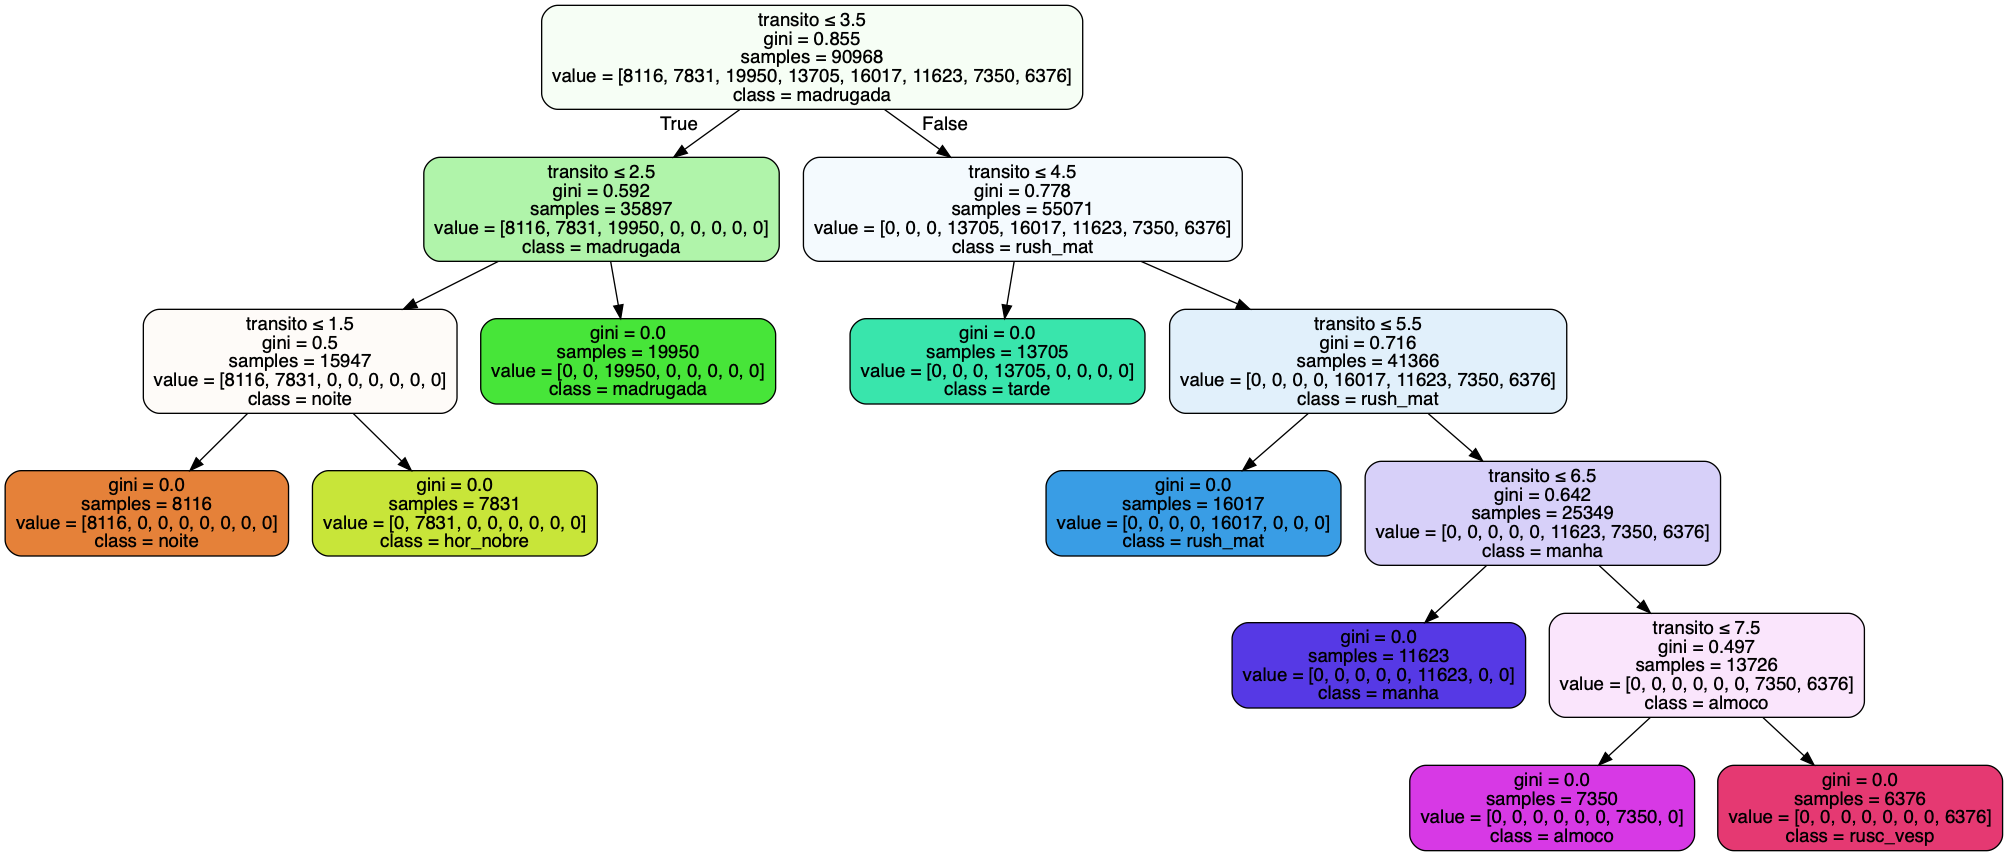 transito ≤ 3.5
gini = 0.855
samples = 90968
value = [8116, 7831, 19950, 13705, 16017, 11623, 7350, 6376]
class = madrugada
True
False
transito ≤ 2.5
gini = 0.592
samples = 35897
value = [8116, 7831, 19950, 0, 0, 0, 0, 0]
class = madrugada
transito ≤ 4.5
gini = 0.778
samples = 55071
value = [0, 0, 0, 13705, 16017, 11623, 7350, 6376]
class = rush_mat
transito ≤ 1.5
gini = 0.5
samples = 15947
value = [8116, 7831, 0, 0, 0, 0, 0, 0]
class = noite
gini = 0.0
samples = 19950
value = [0, 0, 19950, 0, 0, 0, 0, 0]
class = madrugada
gini = 0.0
samples = 13705
value = [0, 0, 0, 13705, 0, 0, 0, 0]
class = tarde
transito ≤ 5.5
gini = 0.716
samples = 41366
value = [0, 0, 0, 0, 16017, 11623, 7350, 6376]
class = rush_mat
gini = 0.0
samples = 8116
value = [8116, 0, 0, 0, 0, 0, 0, 0]
class = noite
gini = 0.0
samples = 7831
value = [0, 7831, 0, 0, 0, 0, 0, 0]
class = hor_nobre
gini = 0.0
samples = 16017
value = [0, 0, 0, 0, 16017, 0, 0, 0]
class = rush_mat
transito ≤ 6.5
gini = 0.642
samples = 25349
value = [0, 0, 0, 0, 0, 11623, 7350, 6376]
class = manha
gini = 0.0
samples = 11623
value = [0, 0, 0, 0, 0, 11623, 0, 0]
class = manha
transito ≤ 7.5
gini = 0.497
samples = 13726
value = [0, 0, 0, 0, 0, 0, 7350, 6376]
class = almoco
gini = 0.0
samples = 7350
value = [0, 0, 0, 0, 0, 0, 7350, 0]
class = almoco
gini = 0.0
samples = 6376
value = [0, 0, 0, 0, 0, 0, 0, 6376]
class = rusc_vesp